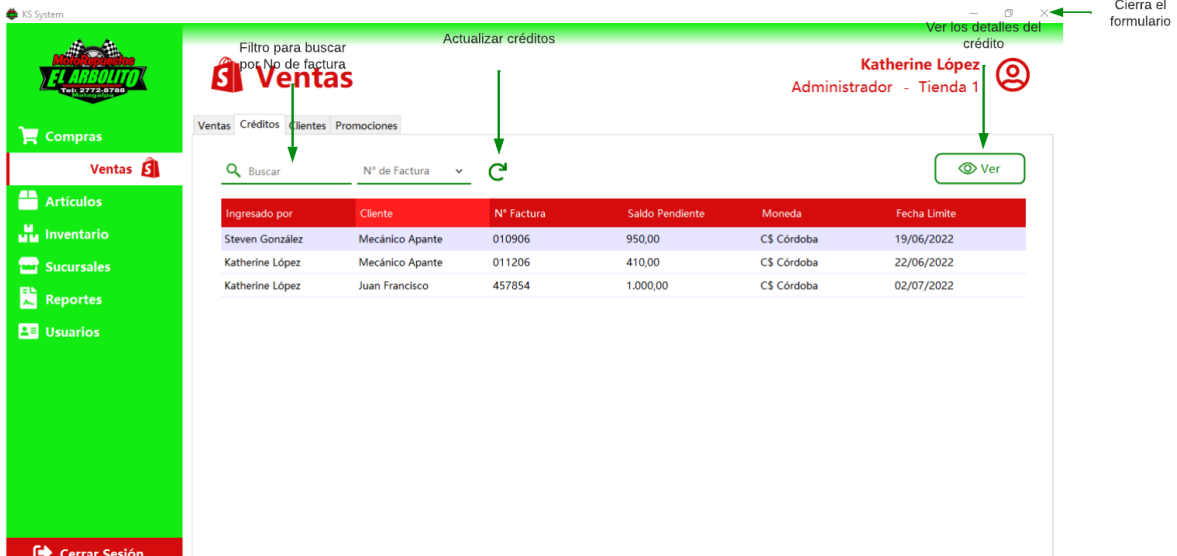 KS System
Cierra el
formulario
Ver los detalles del
crédito
Actualizar créditos
Filtro para buscar
por No de factura
MotoRepuestos
EL ARBOLITO
Tel: 2772-8788
Matagalpa
Ventas
Katherine López
Administrador - Tienda 1
Compras
Ventas
Artículos
Inventario
Sucursales
Reportes
Usuarios
Cerrar Sesión
Ventas Créditos Clientes Promociones
Buscar N° de Factura Ver
Ingresado por Cliente N° Factura Saldo Pendiente Moneda Fecha Limite
Steven González Mecánico Apante 010906 950,00 C$ Córdoba 19/06/2022
Katherine López Mecánico Apante 011206 410,00 C$ Córdoba 22/06/2022
Katherine López Juan Francisco 457854 1.000,00 C$ Córdoba 02/07/2022